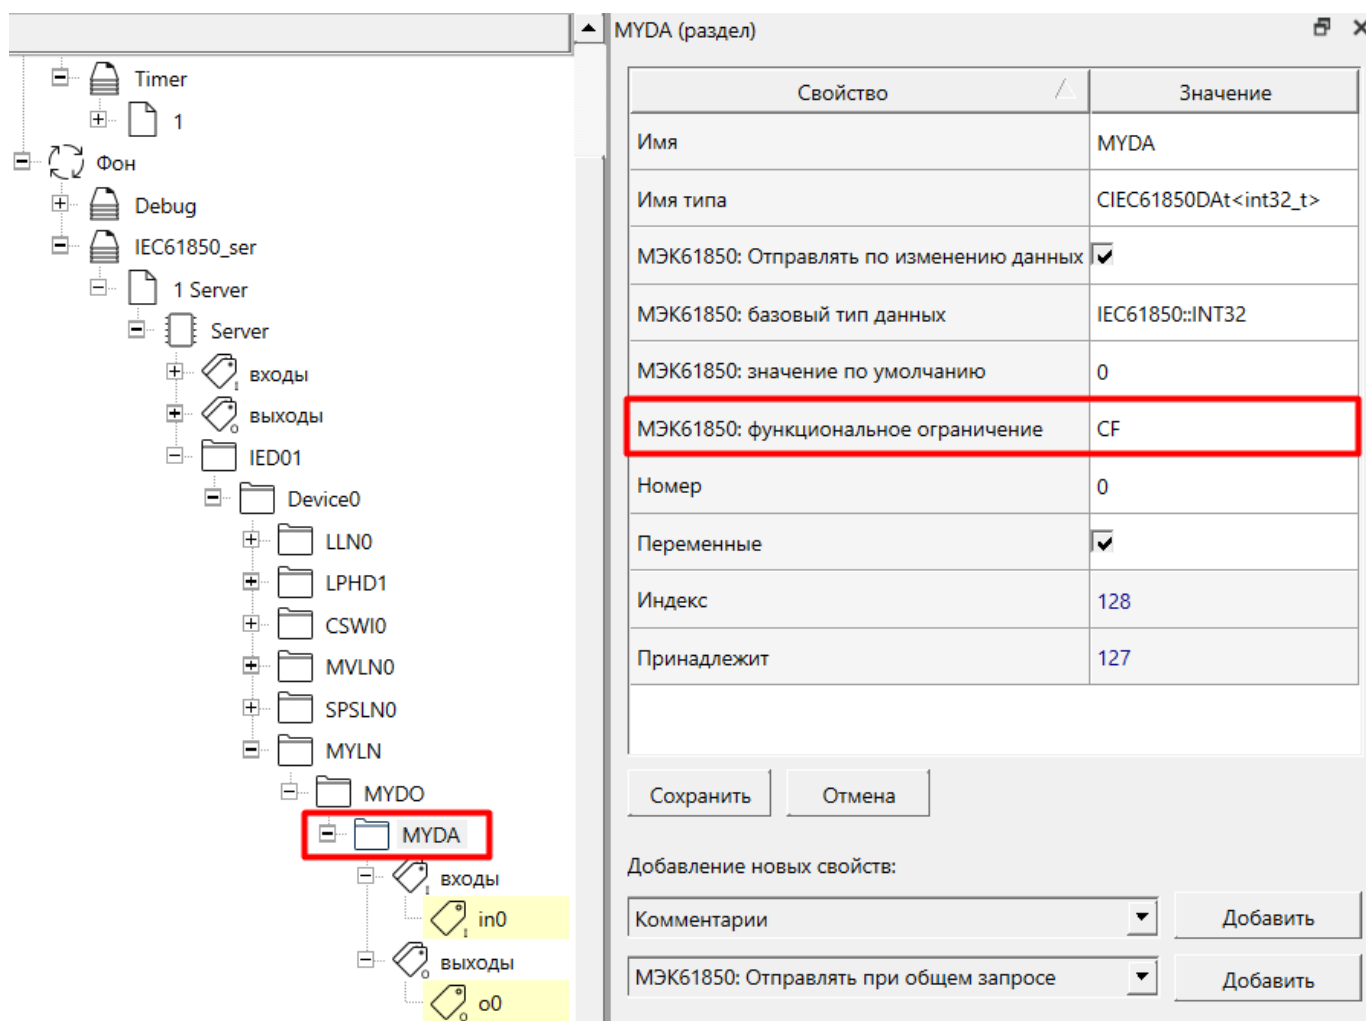 Timer
1
Фон
Debug
IEC61850_ser
1 Server
Server
входы
выходы
IED01
Device0
LLN0
LPHD1
CSWI0
MVLN0
SPSLN0
MYLN
MYDO
MYDA
входы
in0
выходы
o0
MYDA (раздел)
Свойство Значение
Имя MYDA
Имя типа CIEC61850DAt<int32_t>
МЭК61850: Отправлять по изменению данных
МЭК61850: базовый тип данных IEC61850::INT32
МЭК61850: значение по умолчанию 0
МЭК61850: функциональное ограничение CF
Номер 0
Переменные
Индекс 128
Принадлежит 127
Сохранить Отмена
Добавление новых свойств:
Комментарии Добавить
МЭК61850: Отправлять при общем запросе Добавить